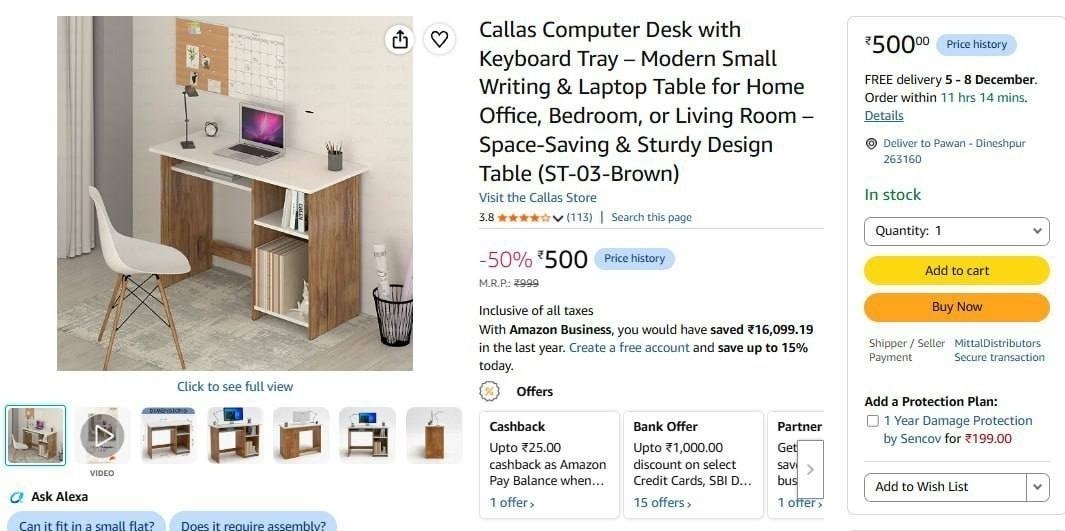 Callas Computer Desk with
Keyboard Tray – Modern Small
Writing & Laptop Table for Home
Office, Bedroom, or Living Room –
Space-Saving & Sturdy Design
Table (ST-03-Brown)
Visit the Callas Store
3.8 (113) | Search this page
-50% ₹500 Price history
M.R.P.: ₹999
Inclusive of all taxes
With Amazon Business, you would have saved ₹16,099.19
in the last year. Create a free account and save up to 15%
today.
Offers
Cashback
Upto ₹25.00
cashback as Amazon
Pay Balance when...
1 offer ›
Bank Offer
Upto ₹1,000.00
discount on select
Credit Cards, SBI D...
15 offers ›
Partner
Get
sav
bus
1 offer ›
Click to see full view
DIMENSIONS
VIDEO
Ask Alexa
Can it fit in a small flat?
Does it require assembly?
₹500⁰⁰ Price history
FREE delivery 5 - 8 December.
Order within 11 hrs 14 mins.
Details
Deliver to Pawan - Dineshpur
263160
In stock
Quantity: 1
Add to cart
Buy Now
Shipper / Seller MittalDistributors
Payment Secure transaction
Add a Protection Plan:
1 Year Damage Protection
by Sencov for ₹199.00
Add to Wish List